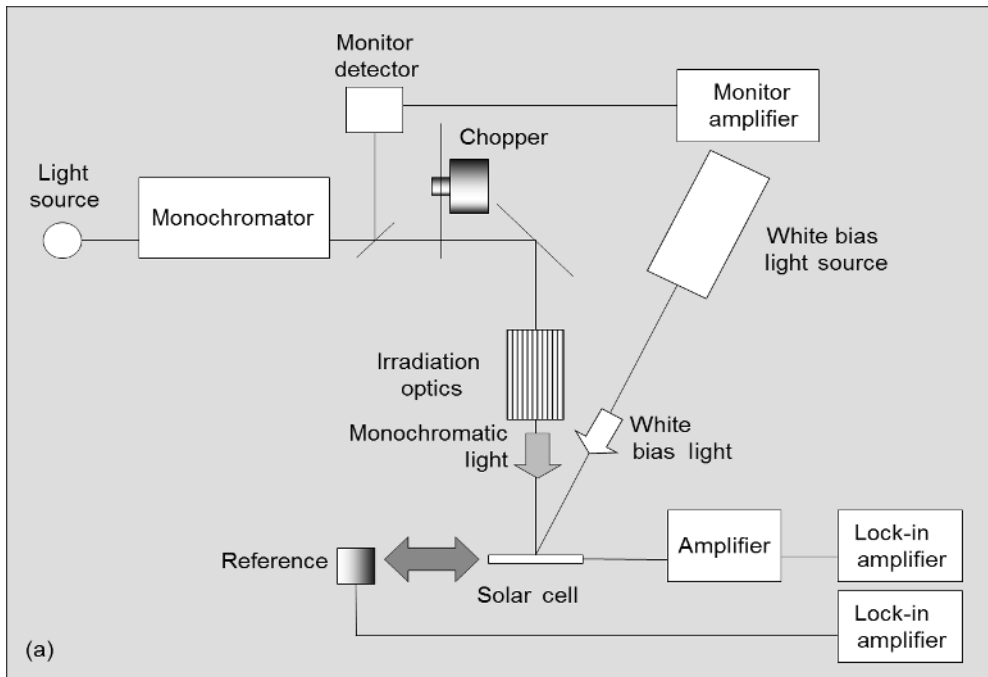 Monitor
detector
Monitor
amplifier
Chopper
Light
source
Monochromator
White bias
light source
Irradiation
optics
Monochromatic
light
White
bias light
Reference
Solar cell
Amplifier
Lock-in
amplifier
Lock-in
amplifier
(a)